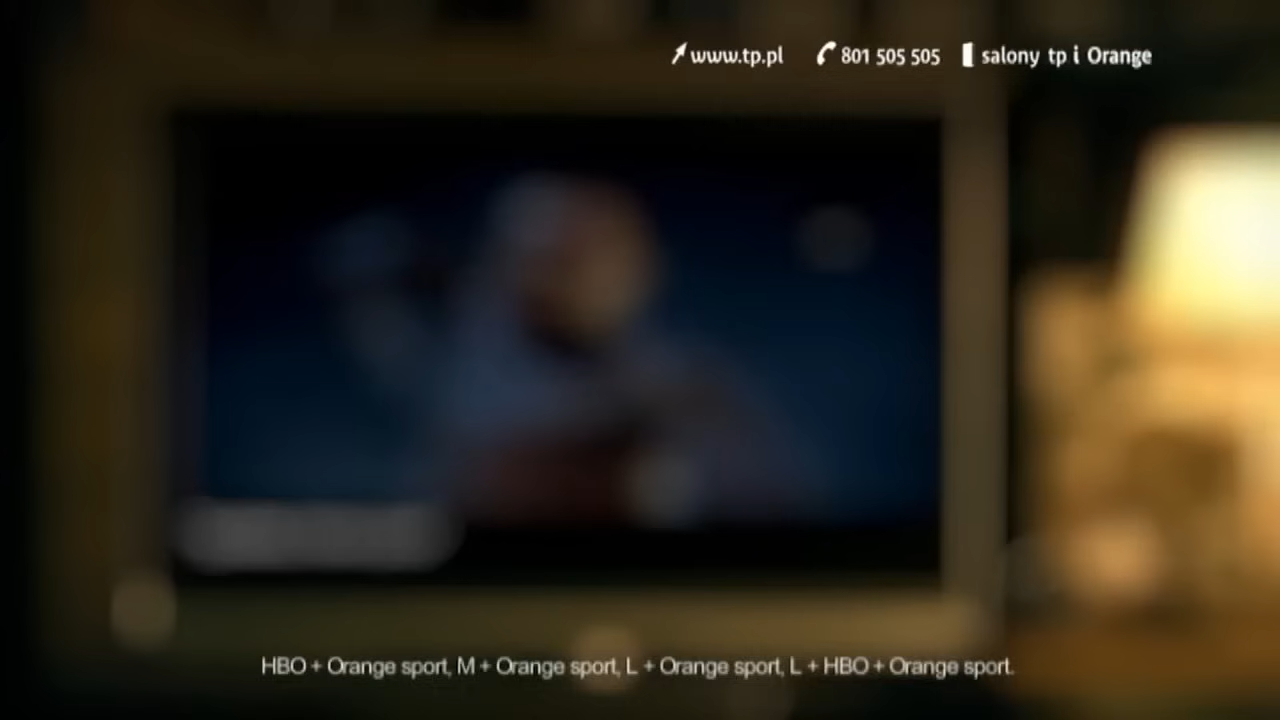 www.tp.pl 801 505 505 salony tp i Orange
HBO + Orange sport, M + Orange sport, L + Orange sport, L + HBO + Orange sport.